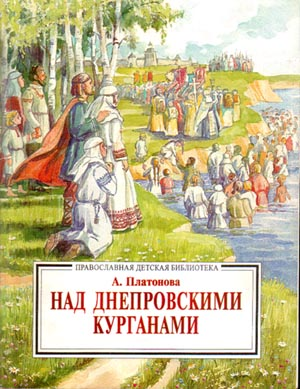 ПРАВОСЛАВНАЯ ДЕТСКАЯ БИБЛИОТЕКА
А. Платонова
НАД ДНЕПРОВСКИМИ
КУРГАНАМИ